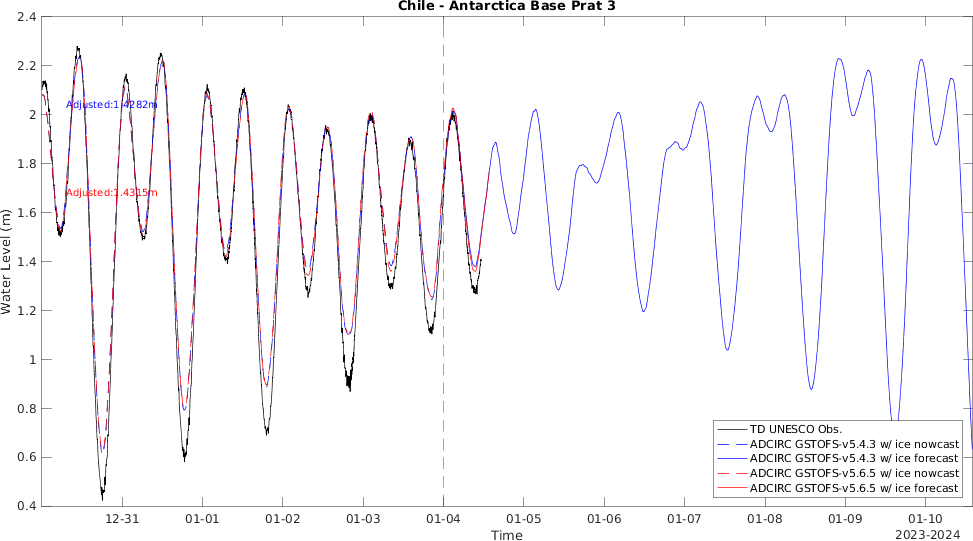 Chile - Antarctica Base Prat 3
2.4
2.2
2
1.8
1.6
1.4
1.2
1
0.8
0.6
0.4
Water Level (m)
Adjusted:1.4282m
Adjusted:1.4315m
TD UNESCO Obs.
ADCIRC GSTOFS-v5.4.3 w/ ice nowcast
ADCIRC GSTOFS-v5.4.3 w/ ice forecast
ADCIRC GSTOFS-v5.6.5 w/ ice nowcast
ADCIRC GSTOFS-v5.6.5 w/ ice forecast
12-31 01-01 01-02 01-03 01-04 01-05 01-06 01-07 01-08 01-09 01-10
Time
2023-2024